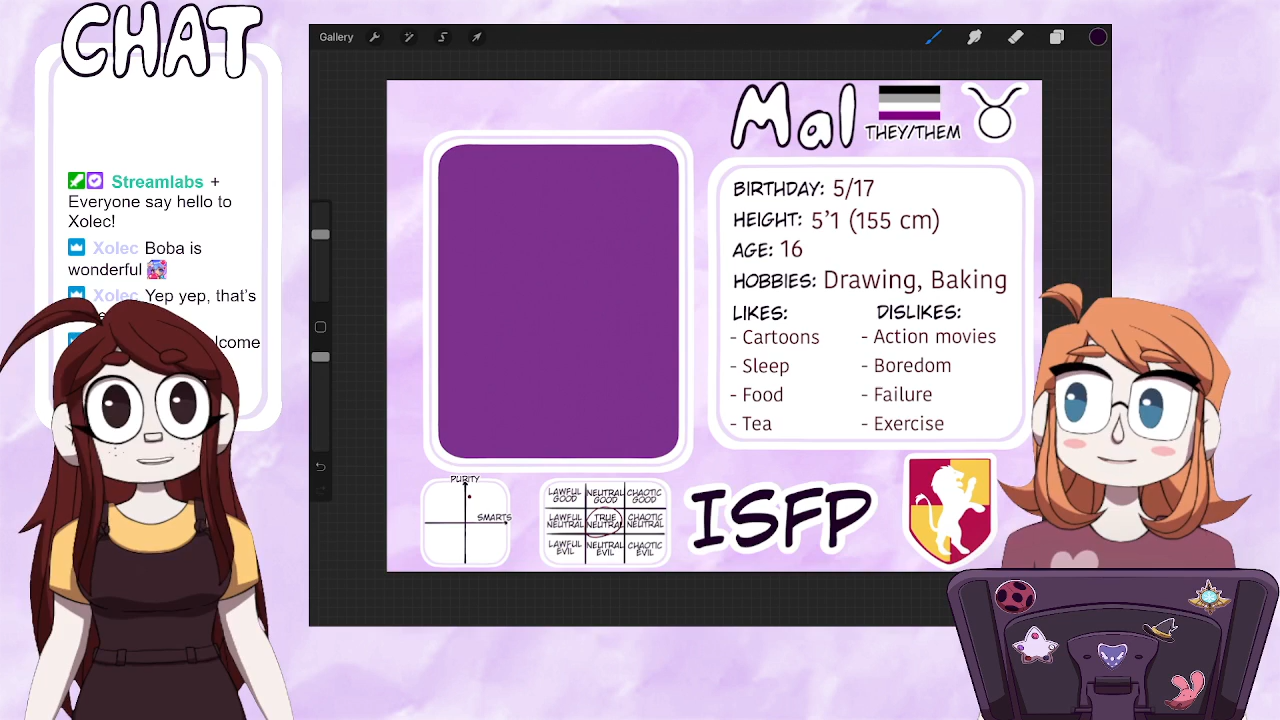 CHAT
Streamlabs +
Everyone say hello to
Xolec!
Xolec Boba is
wonderful
Xolec Yep yep, that's
lcome
Gallery
Mal
THEY/THEM
BIRTHDAY: 5/17
HEIGHT: 5'1 (155 cm)
AGE: 16
HOBBIES: Drawing, Baking
LIKES:
- Cartoons
- Sleep
- Food
- Tea
DISLIKES:
- Action movies
- Boredom
- Failure
- Exercise
PURITY
SMARTS
LAWFUL GOOD
NEUTRAL GOOD
CHAOTIC GOOD
LAWFUL NEUTRAL
TRUE NEUTRAL
CHAOTIC NEUTRAL
LAWFUL EVIL
NEUTRAL EVIL
CHAOTIC EVIL
ISFP